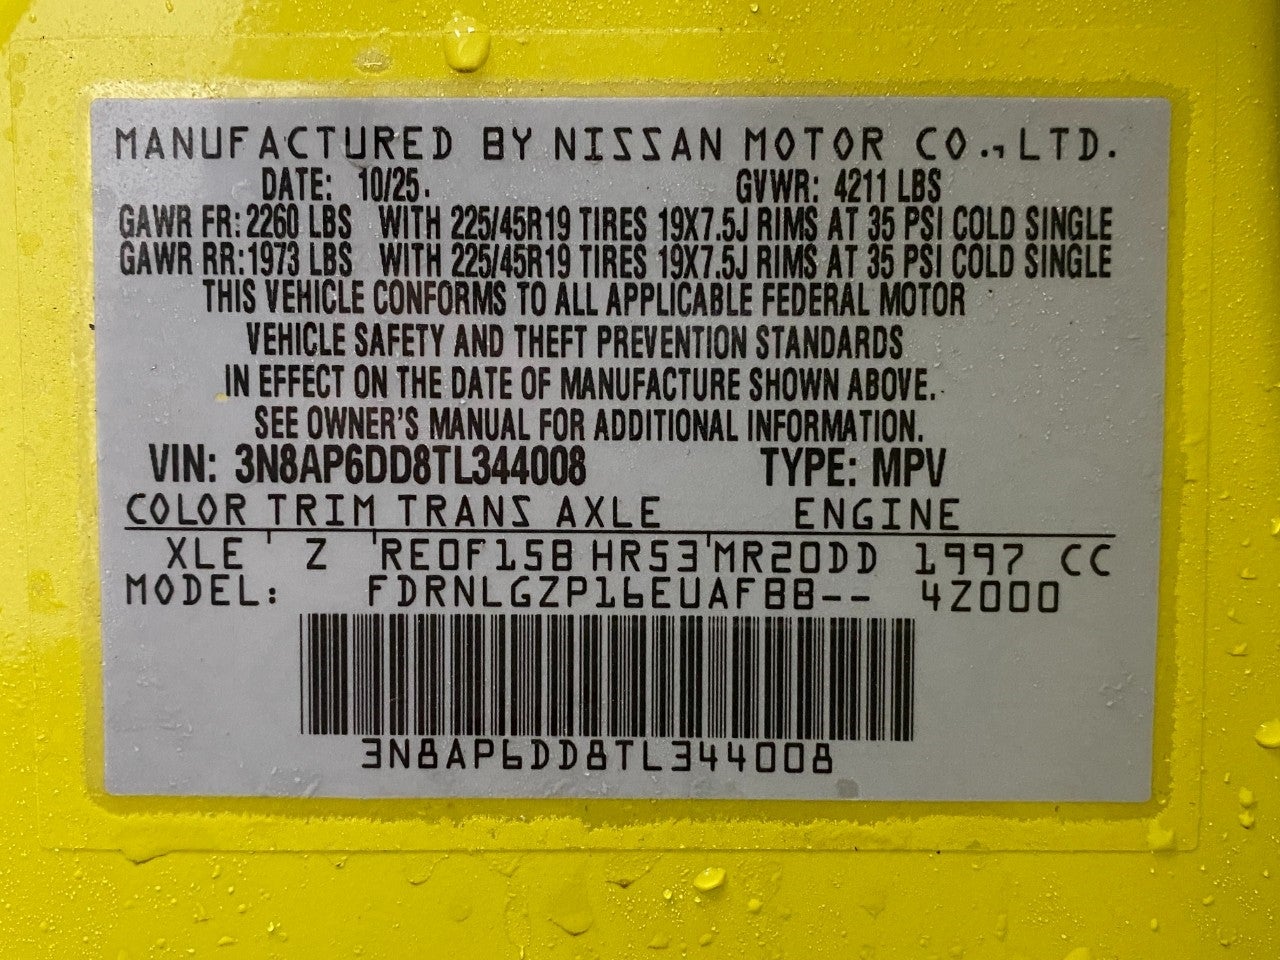 MANUFACTURED BY NISSAN MOTOR CO., LTD.
DATE: 10/25. GVWR: 4211 LBS
GAWR FR: 2260 LBS WITH 225/45R19 TIRES 19X7.5J RIMS AT 35 PSI COLD SINGLE
GAWR RR: 1973 LBS WITH 225/45R19 TIRES 19X7.5J RIMS AT 35 PSI COLD SINGLE
THIS VEHICLE CONFORMS TO ALL APPLICABLE FEDERAL MOTOR
VEHICLE SAFETY AND THEFT PREVENTION STANDARDS
IN EFFECT ON THE DATE OF MANUFACTURE SHOWN ABOVE.
SEE OWNER'S MANUAL FOR ADDITIONAL INFORMATION.
VIN: 3N8AP6DD8TL344008 TYPE: MPV
COLOR TRIM TRANS AXLE ENGINE
XLE Z RE0F15B HR53 MR20DD 1997 CC
MODEL: FDRNLGZP16EUAF8B-- 4Z000
3N8AP6DD8TL344008